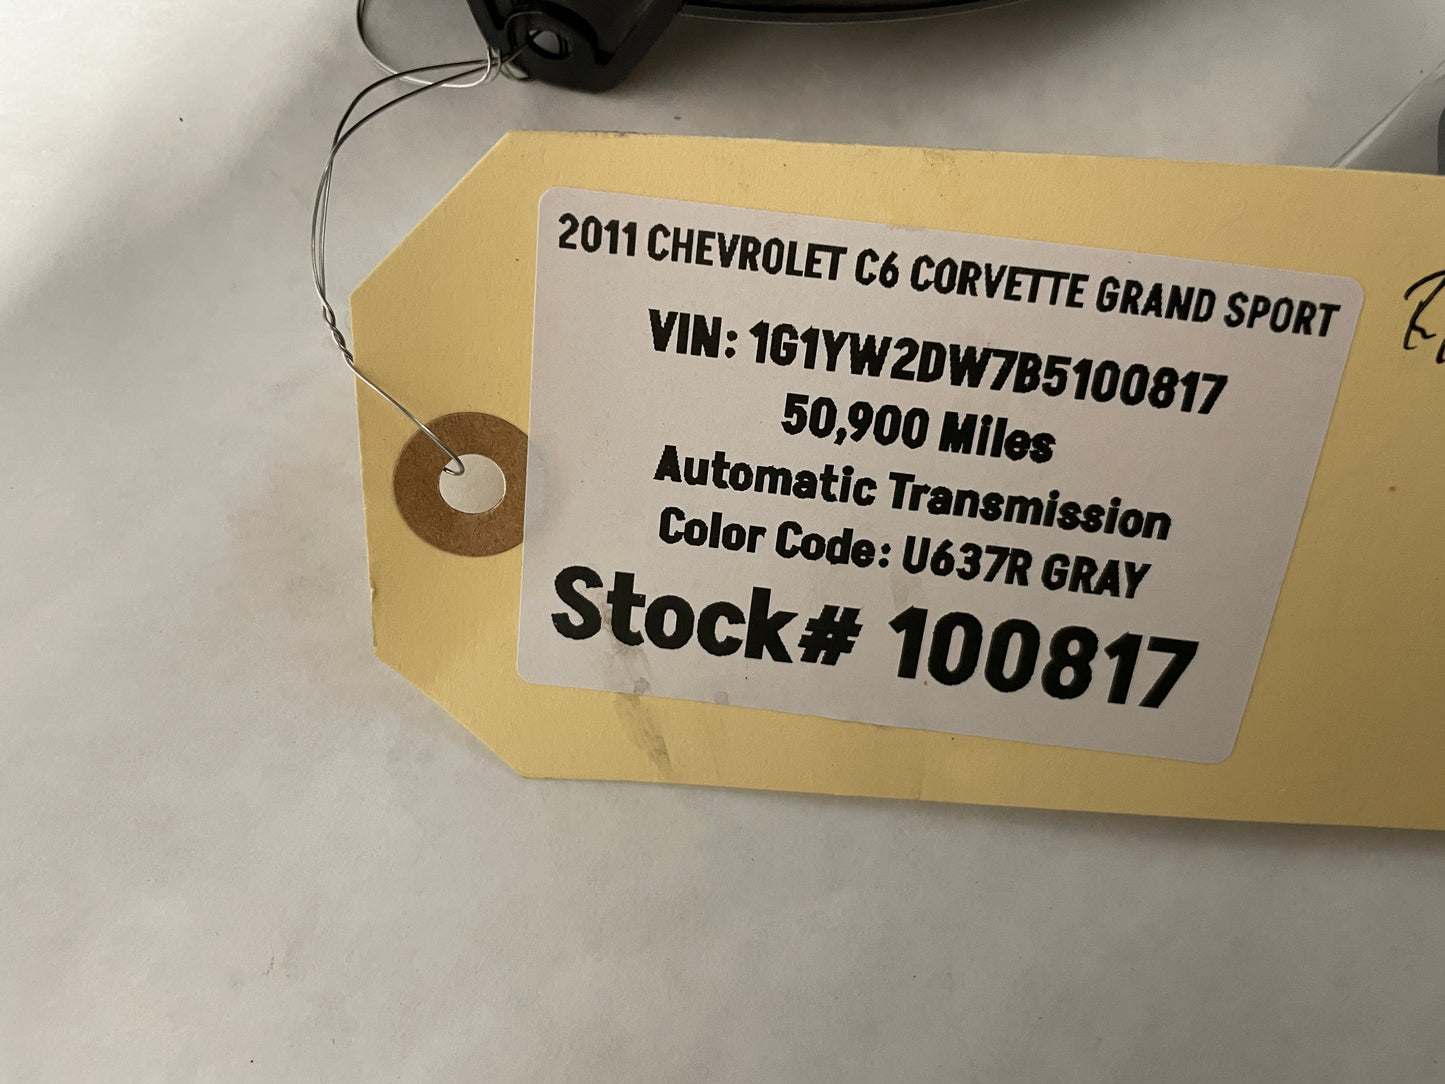 2011 CHEVROLET C6 CORVETTE GRAND SPORT
VIN: 1G1YW2DW7B5100817
50,900 Miles
Automatic Transmission
Color Code: U637R GRAY
Stock# 100817